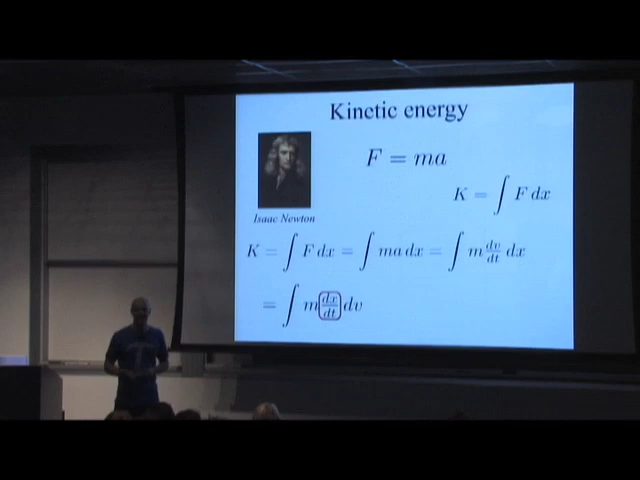 Kinetic energy
F = ma
K = ∫ F dx
Isaac Newton
K = ∫ F dx = ∫ ma dx = ∫ m dv/dt dx
= ∫ m dx/dt dv